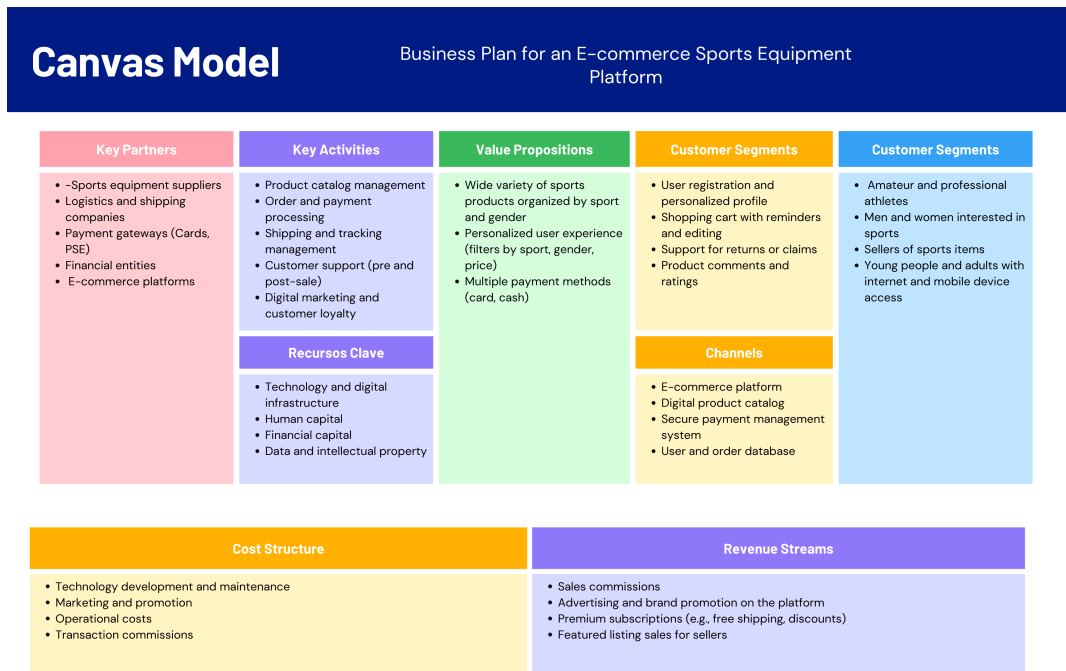 Canvas Model
Business Plan for an E-commerce Sports Equipment
Platform
Key Partners
-Sports equipment suppliers
Logistics and shipping
companies
Payment gateways (Cards,
PSE)
Financial entities
E-commerce platforms
Key Activities
Product catalog management
Order and payment
processing
Shipping and tracking
management
Customer support (pre and
post-sale)
Digital marketing and
customer loyalty
Recursos Clave
Technology and digital
infrastructure
Human capital
Financial capital
Data and intellectual property
Value Propositions
Wide variety of sports
products organized by sport
and gender
Personalized user experience
(filters by sport, gender,
price)
Multiple payment methods
(card, cash)
Customer Segments
User registration and
personalized profile
Shopping cart with reminders
and editing
Support for returns or claims
Product comments and
ratings
Channels
E-commerce platform
Digital product catalog
Secure payment management
system
User and order database
Customer Segments
Amateur and professional
athletes
Men and women interested in
sports
Sellers of sports items
Young people and adults with
internet and mobile device
access
Cost Structure
Technology development and maintenance
Marketing and promotion
Operational costs
Transaction commissions
Revenue Streams
Sales commissions
Advertising and brand promotion on the platform
Premium subscriptions (e.g., free shipping, discounts)
Featured listing sales for sellers